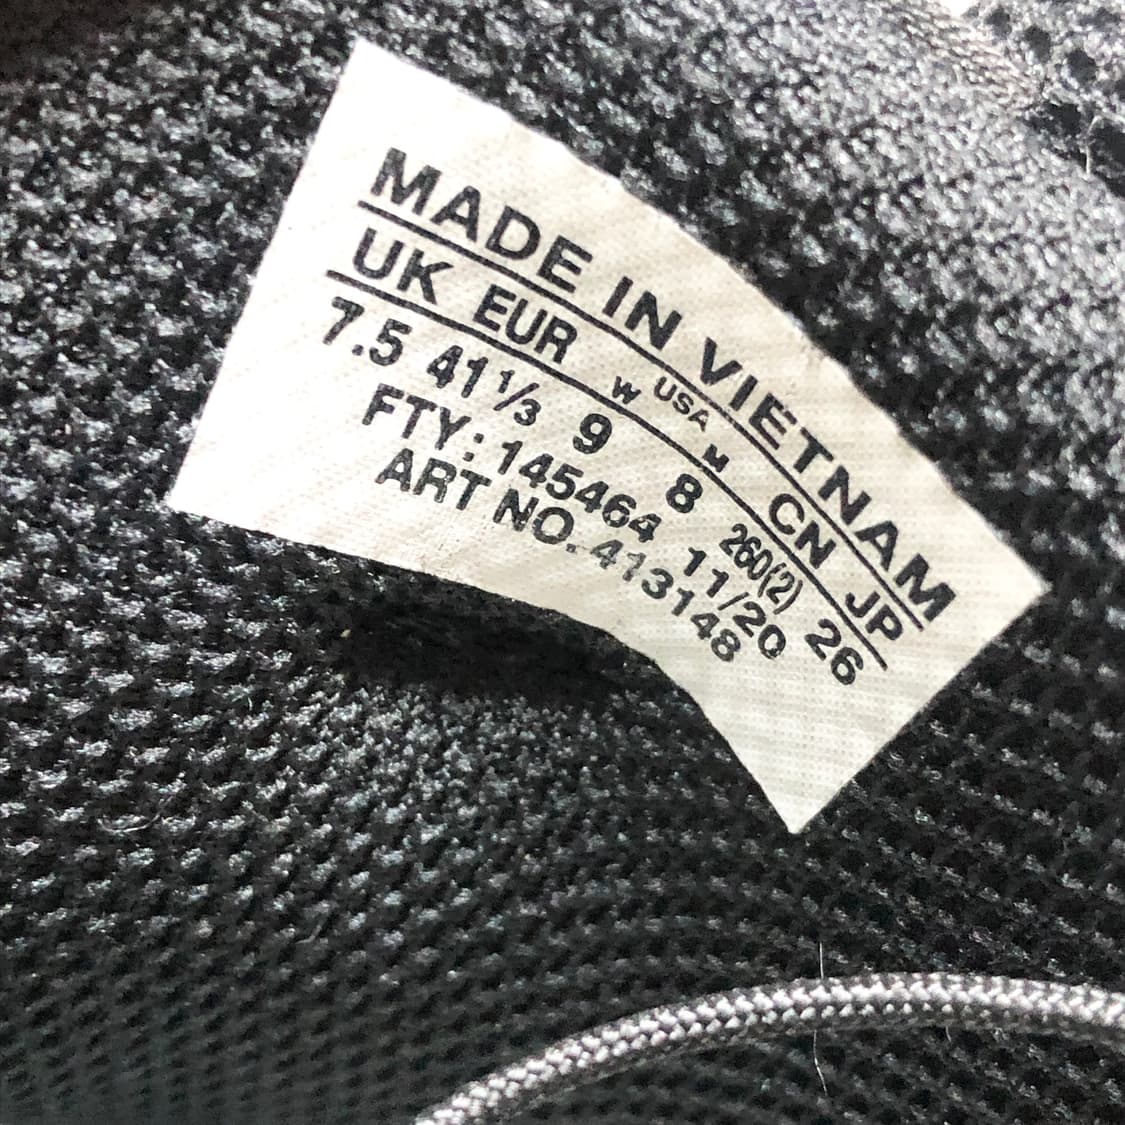 MADE IN VIETNAM
UK EUR W USA M CN JP
7.5 41⅓ 9 8 260(2) 26
FTY: 145464 11/20
ART NO. 413148